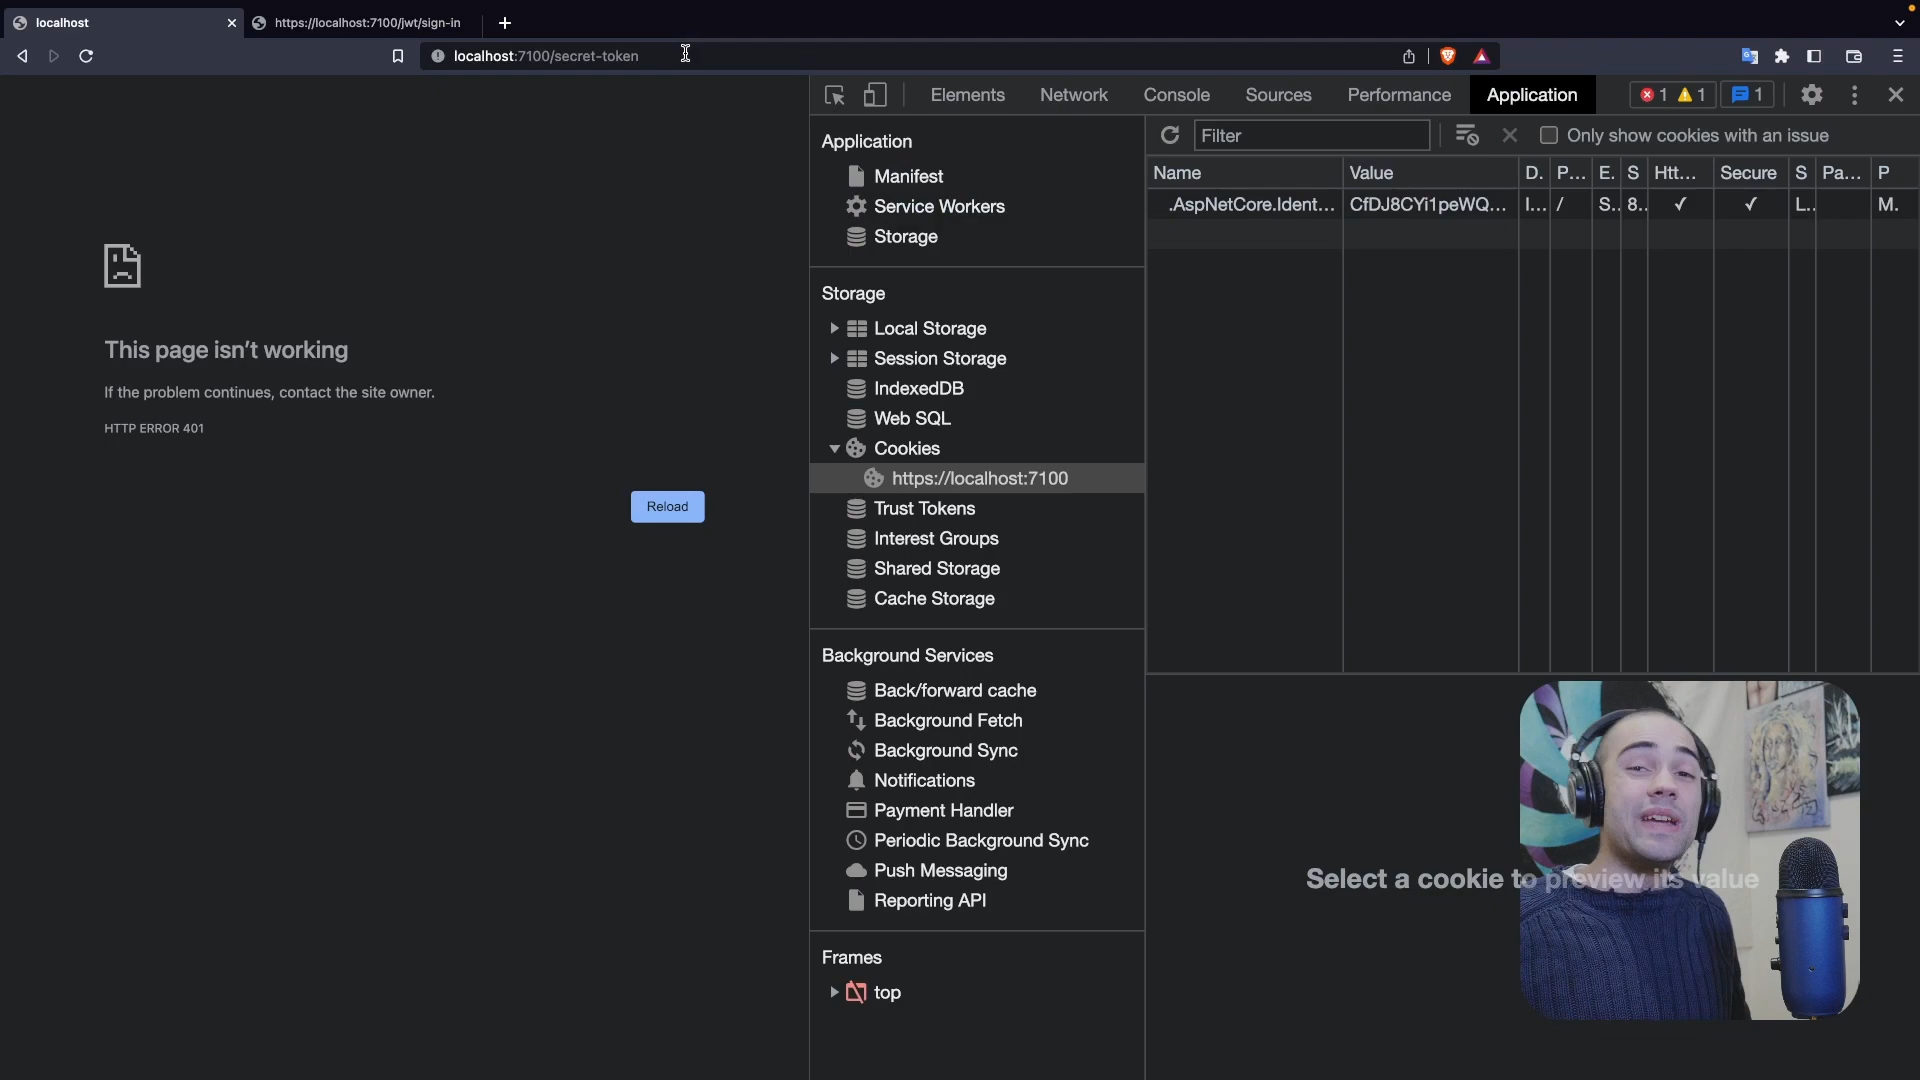 localhost
https://localhost:7100/jwt/sign-in
localhost:7100/secret-token
Elements
Network
Console
Sources
Performance
Application
1
1
1
Application
Manifest
Service Workers
Storage
Storage
Local Storage
Session Storage
IndexedDB
Web SQL
Cookies
https://localhost:7100
Trust Tokens
Interest Groups
Shared Storage
Cache Storage
Background Services
Back/forward cache
Background Fetch
Background Sync
Notifications
Payment Handler
Periodic Background Sync
Push Messaging
Reporting API
Frames
top
Filter
Only show cookies with an issue
Name Value D. P... E. S Htt... Secure S Pa... P
.AspNetCore.Ident... CfDJ8CYi1peWQ... l... / S.. 8.. ✓ ✓ L.. M.
This page isn’t working
If the problem continues, contact the site owner.
HTTP ERROR 401
Reload
Select a cookie to preview its value